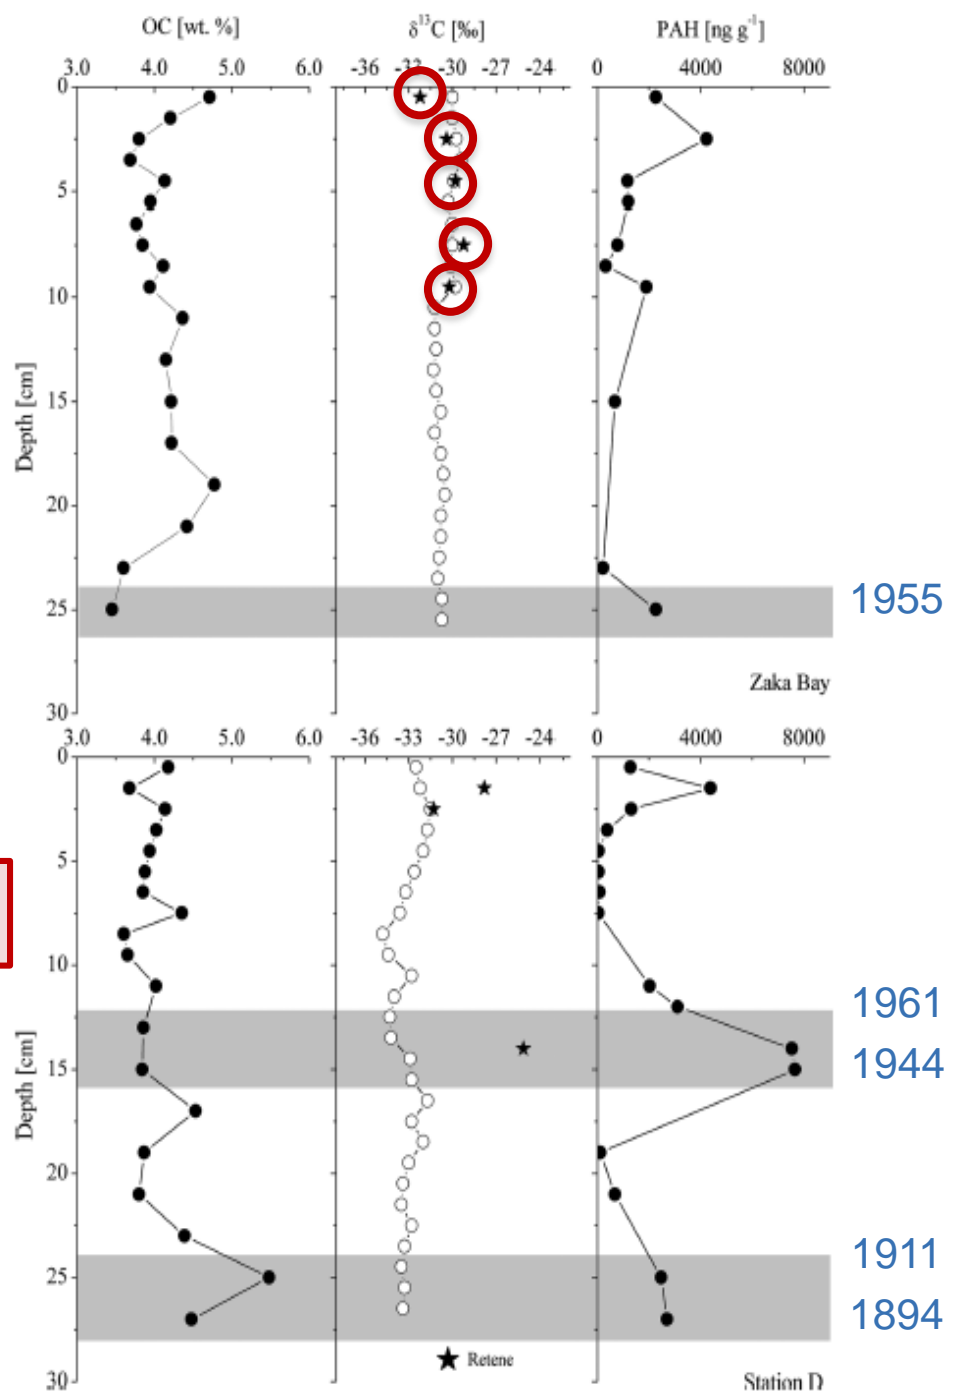 OC [wt. %] δ¹³C [‰] PAH [ng g⁻¹]
3.0 4.0 5.0 6.0 -36 -33 -30 -27 -24 0 4000 8000
0
5
10
15
20
25
30
Depth [cm]
1955
Zaka Bay
3.0 4.0 5.0 6.0 -36 -33 -30 -27 -24 0 4000 8000
0
5
10
15
20
25
30
Depth [cm]
1961
1944
1911
1894
Retene
Station D